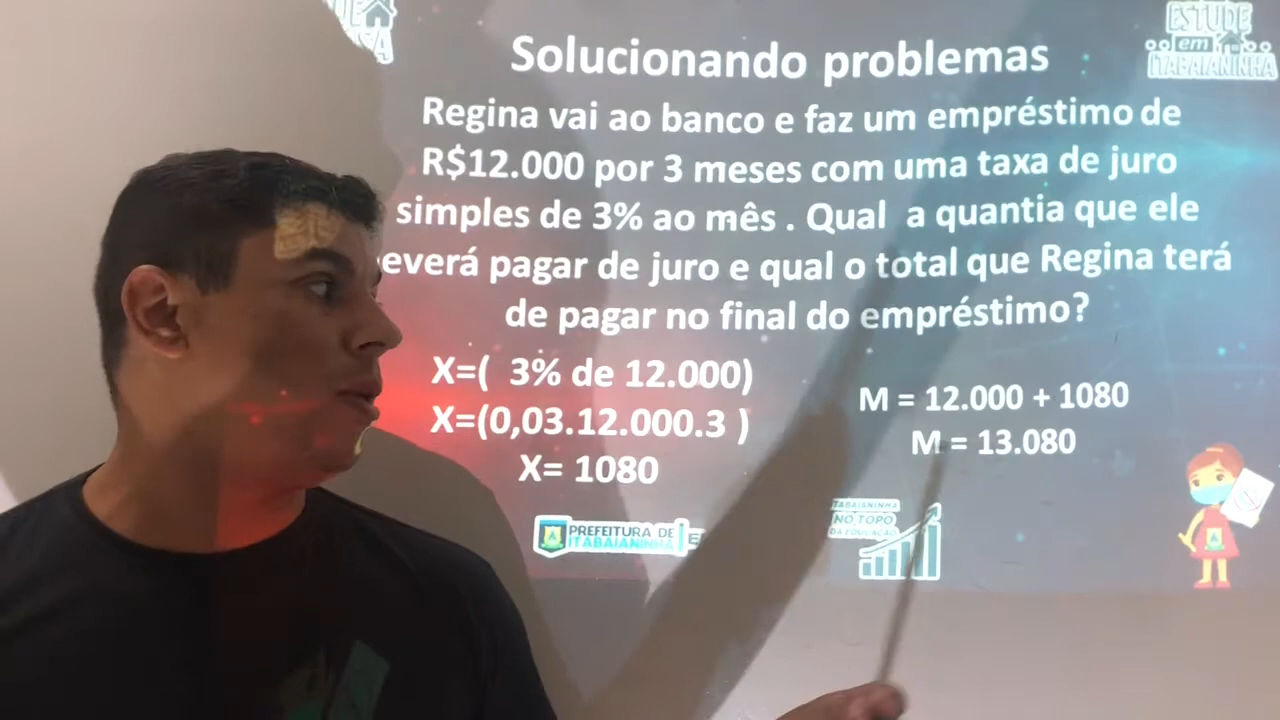 Solucionando problemas
Regina vai ao banco e faz um empréstimo de
R$12.000 por 3 meses com uma taxa de juro
simples de 3% ao mês . Qual a quantia que ele
everá pagar de juro e qual o total que Regina terá
de pagar no final do empréstimo?
X=( 3% de 12.000)
X=(0,03.12.000.3 )
X= 1080
M = 12.000 + 1080
M = 13.080
ESTUDE
em
ITABAIANINHA
PREFEITURA DE
ITABAIANINHA
ITABAIANINHA
NO TOPO
DA EDUCAÇÃO